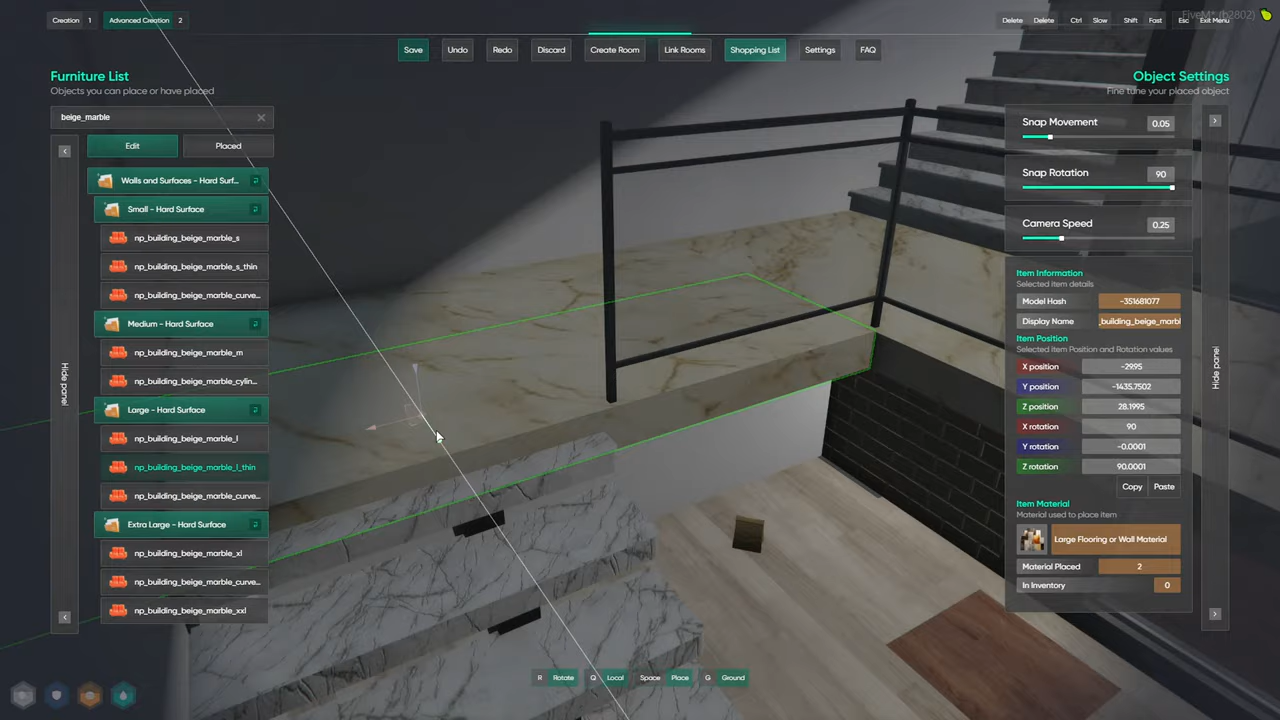 Creation 1 Advanced Creation 2
Delete Delete Ctrl Slow Shift Fast Esc Exit Menu
FiveM* (b2802)
Save Undo Redo Discard Create Room Link Rooms Shopping List Settings FAQ
Furniture List
Objects you can place or have placed
beige_marble
Edit Placed
Hide panel
Walls and Surfaces - Hard Surf...
Small - Hard Surface
np_building_beige_marble_s
np_building_beige_marble_s_thin
np_building_beige_marble_curve...
Medium - Hard Surface
np_building_beige_marble_m
np_building_beige_marble_cylin...
Large - Hard Surface
np_building_beige_marble_l
np_building_beige_marble_l_thin
np_building_beige_marble_curve...
Extra Large - Hard Surface
np_building_beige_marble_xl
np_building_beige_marble_curve...
np_building_beige_marble_xxl
Object Settings
Fine tune your placed object
Snap Movement 0.05
Snap Rotation 90
Camera Speed 0.25
Item Information
Selected item details
Model Hash -351681077
Display Name _building_beige_marbl
Item Position
Selected item Position and Rotation values
X position -29.95
Y position -1435.7502
Z position 28.1995
X rotation 90
Y rotation -0.0001
Z rotation 90.0001
Copy Paste
Item Material
Material used to place item
Large Flooring or Wall Material
Material Placed 2
In Inventory 0
Hide panel
R Rotate Q Local Space Place G Ground